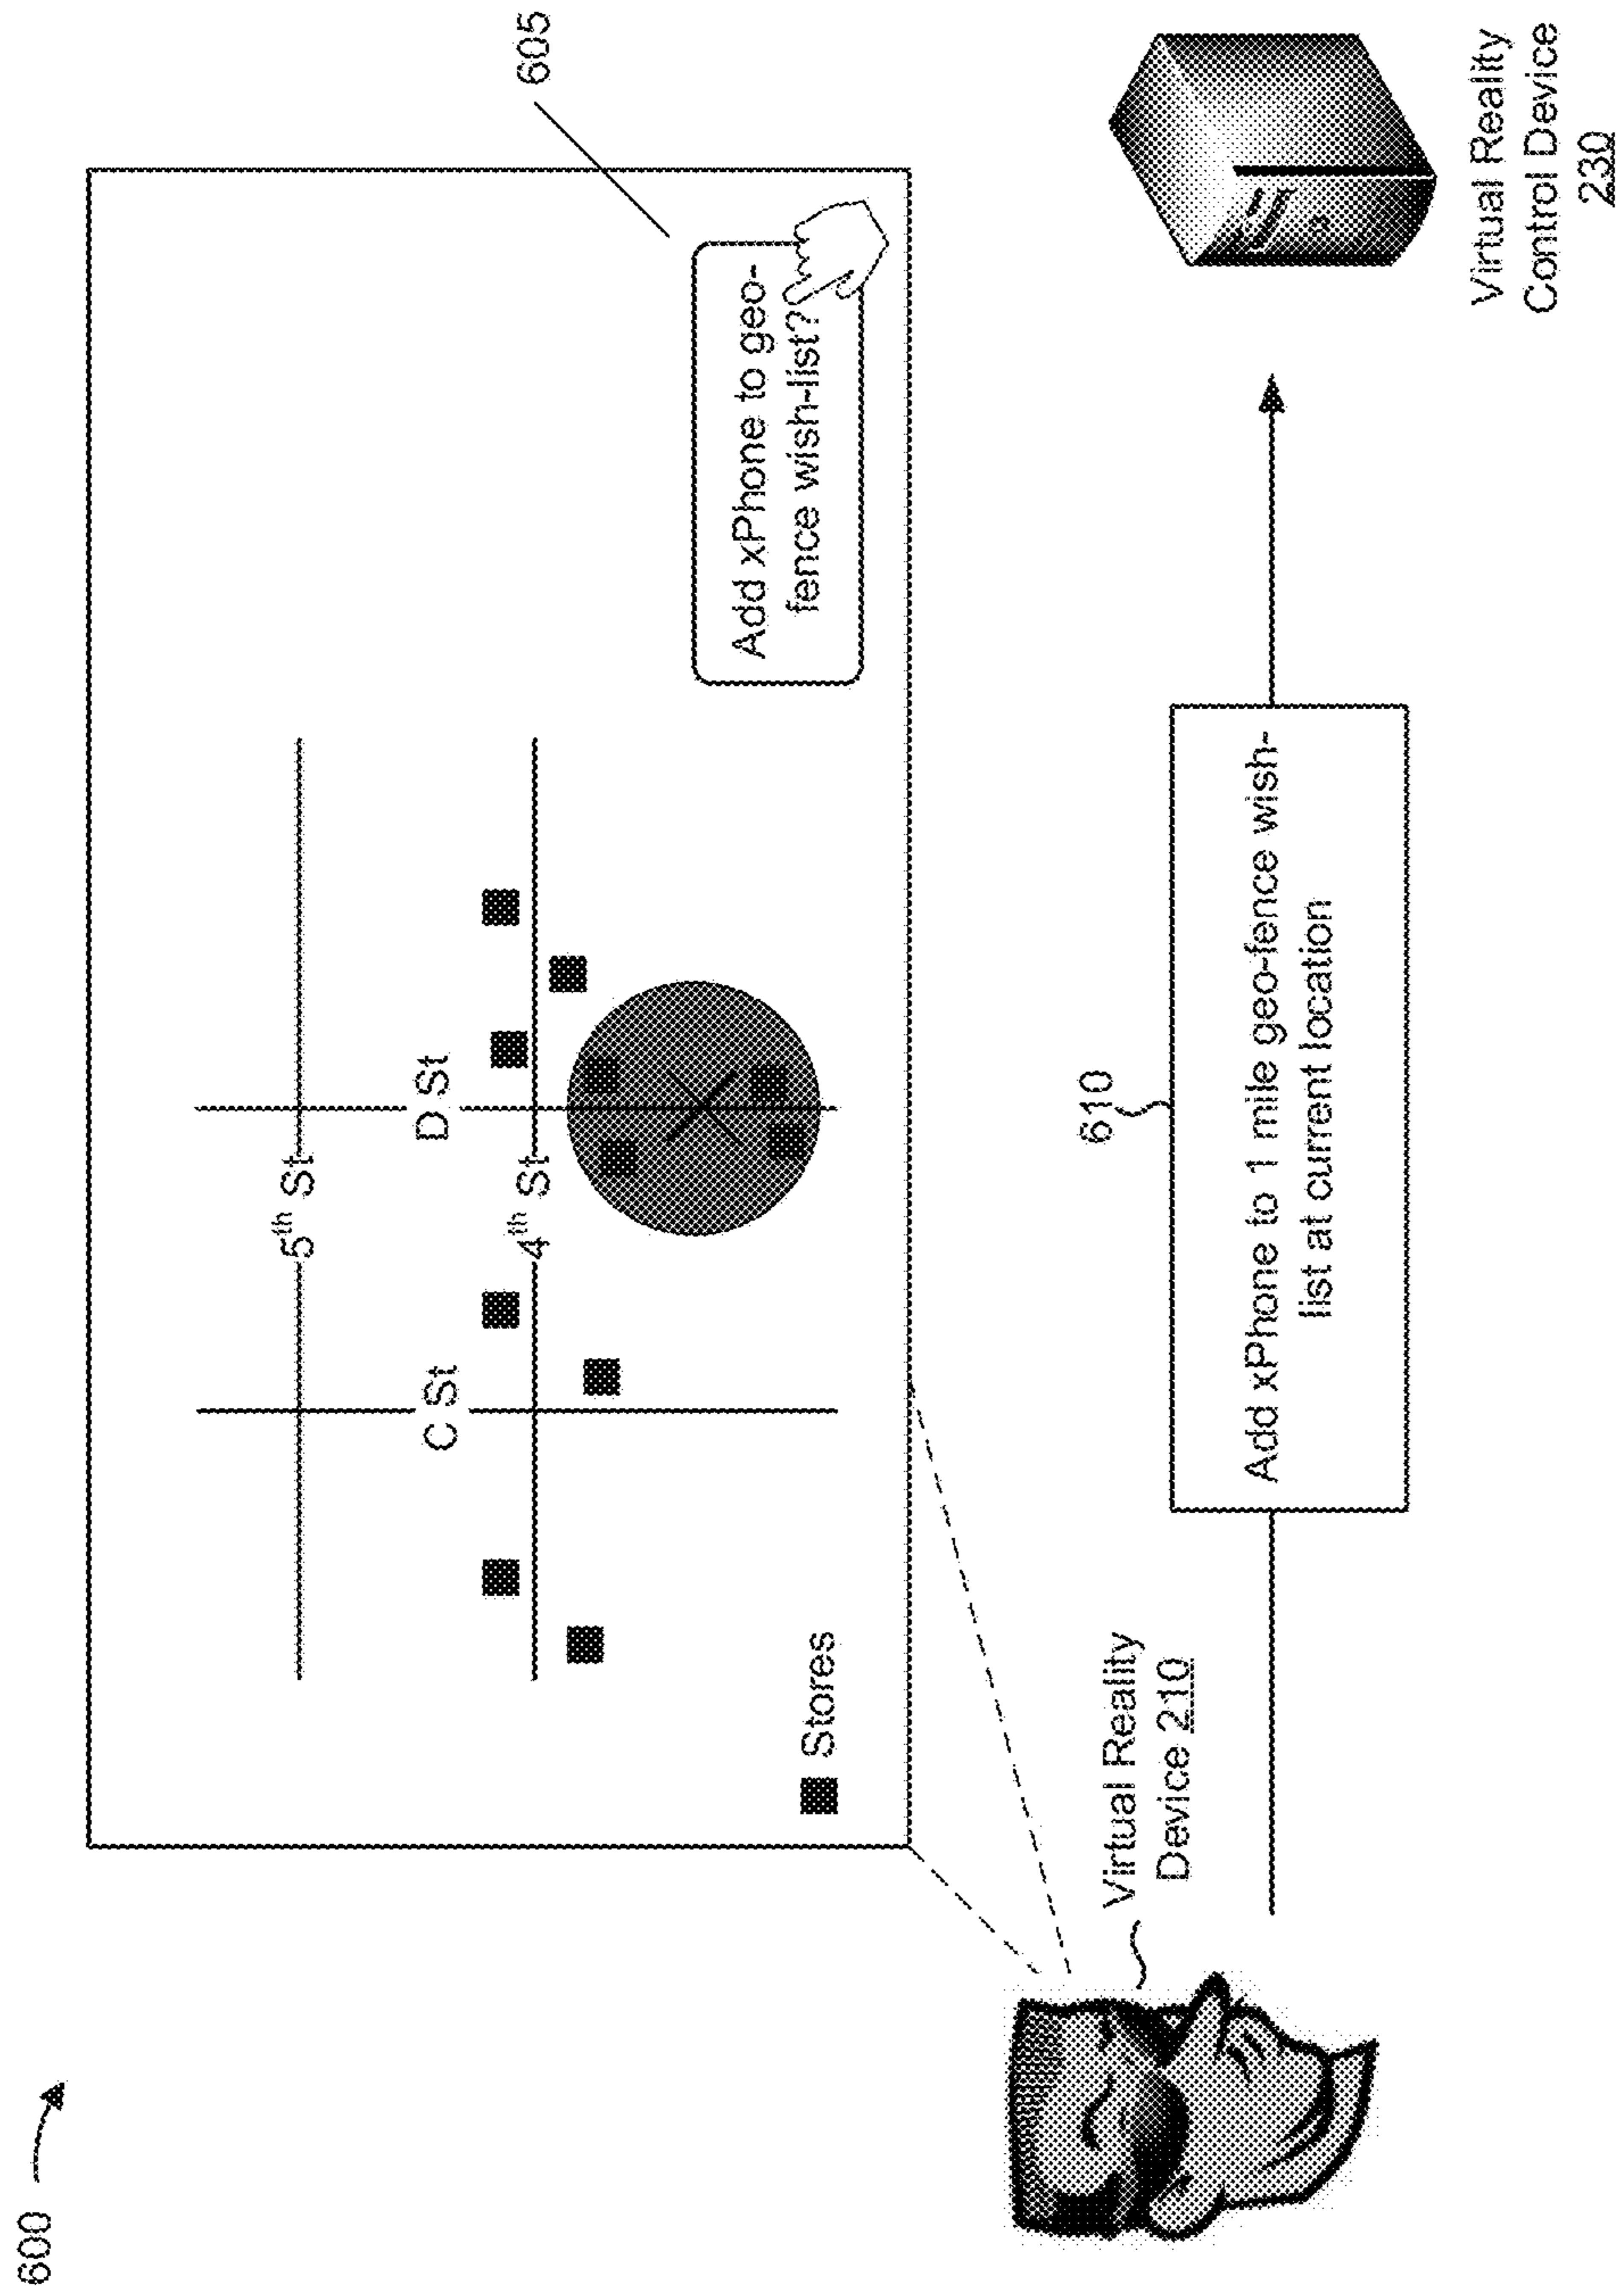 600
5th St
C St
D St
4th St
Stores
Add xPhone to geo-
fence wish-list?
605
Virtual Reality
Device 210
610
Add xPhone to 1 mile geo-fence wish-
list at current location
Virtual Reality
Control Device
230